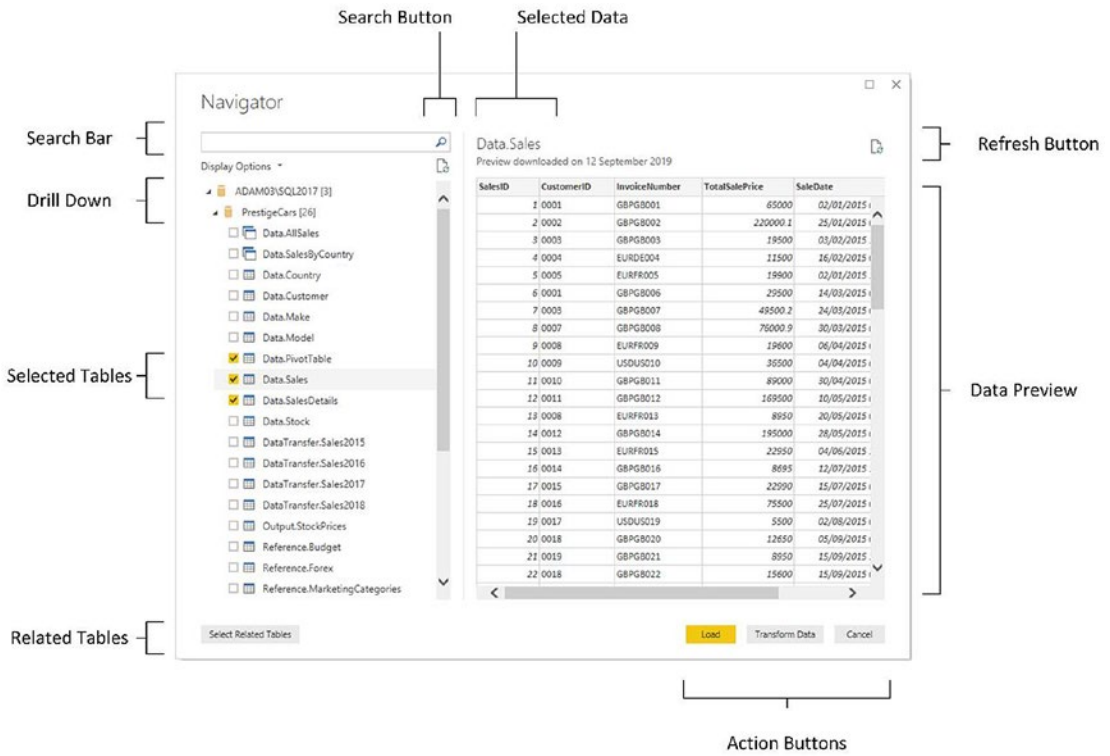 Search Button
Selected Data
Navigator
Search Bar
Data.Sales
Refresh Button
Display Options
Preview downloaded on 12 September 2019
Drill Down
ADAM03\SQL2017 [3]
PrestigeCars [26]
Data.AllSales
Data.SalesByCountry
Data.Country
Data.Customer
Data.Make
Data.Model
Data.PivotTable
Selected Tables
Data.Sales
Data.SalesDetails
Data.Stock
DataTransfer.Sales2015
DataTransfer.Sales2016
DataTransfer.Sales2017
DataTransfer.Sales2018
Output.StockPrices
Reference.Budget
Reference.Forex
Reference.MarketingCategories
SalesID CustomerID InvoiceNumber TotalSalePrice SaleDate
1 0001 GBPGB001 65000 02/01/2015
2 0002 GBPGB002 220000.1 25/01/2015
3 0003 GBPGB003 19500 03/02/2015
4 0004 EURDE004 11500 16/02/2015
5 0005 EURFR005 19900 02/01/2015
6 0001 GBPGB006 29500 14/03/2015
7 0003 GBPGB007 49500.2 24/03/2015
8 0007 GBPGB008 76000.9 30/03/2015
9 0008 EURFR009 19600 06/04/2015
10 0009 USDUS010 36500 04/04/2015
11 0010 GBPGB011 89000 30/04/2015
12 0011 GBPGB012 169500 10/05/2015
13 0008 EURFR013 8950 20/05/2015
14 0012 GBPGB014 195000 28/05/2015
15 0013 EURFR015 22950 04/06/2015
16 0014 GBPGB016 8695 12/07/2015
17 0015 GBPGB017 22990 15/07/2015
18 0016 EURFR018 75500 25/07/2015
19 0017 USDUS019 5500 02/08/2015
20 0018 GBPGB020 12650 05/09/2015
21 0019 GBPGB021 8950 15/09/2015
22 0018 GBPGB022 15600 15/09/2015
Data Preview
Related Tables
Select Related Tables
Load
Transform Data
Cancel
Action Buttons